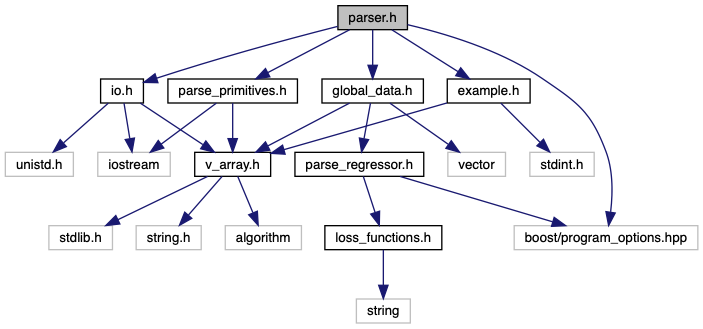 parser.h
io.h
parse_primitives.h
global_data.h
example.h
unistd.h
iostream
v_array.h
parse_regressor.h
vector
stdint.h
stdlib.h
string.h
algorithm
loss_functions.h
boost/program_options.hpp
string